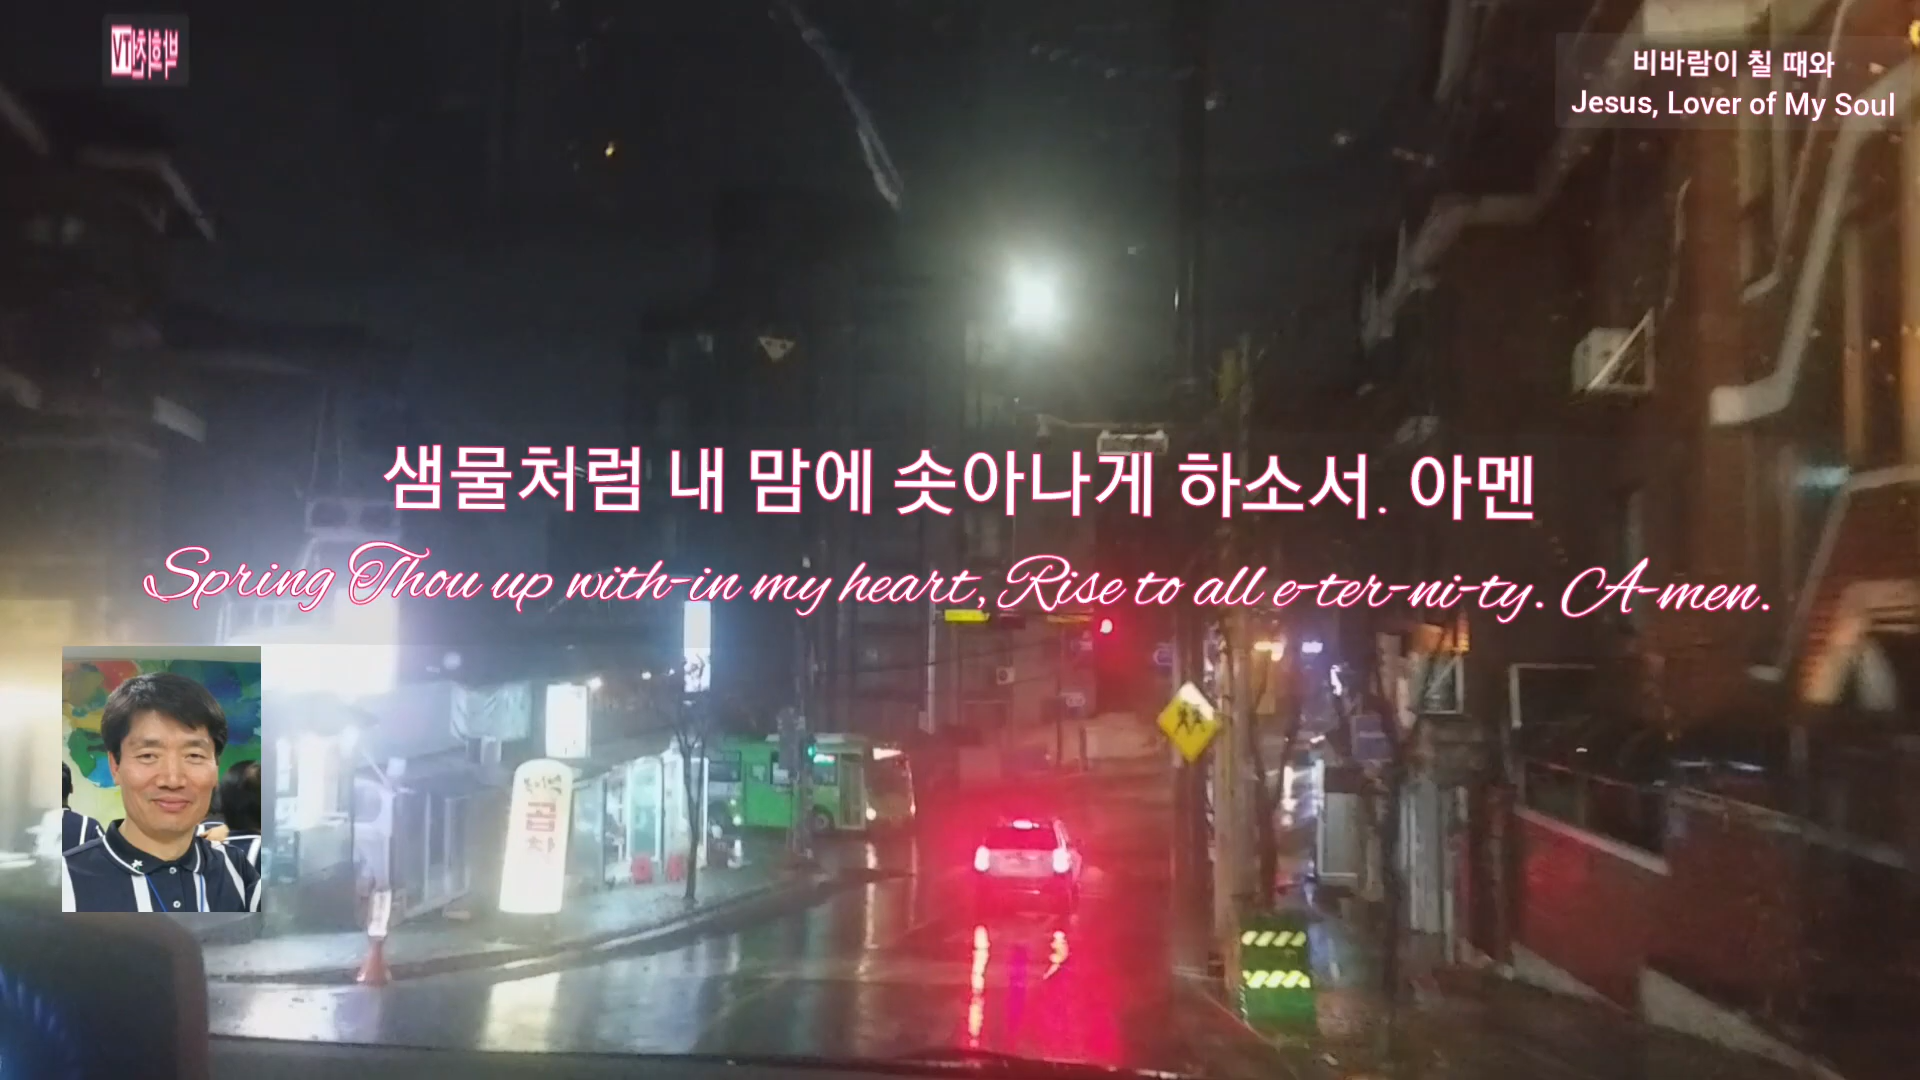 비바람이 칠 때와
Jesus, Lover of My Soul
샘물처럼 내 맘에 솟아나게 하소서. 아멘
Spring Thou up with-in my heart, Rise to all e-ter-ni-ty. A-men.